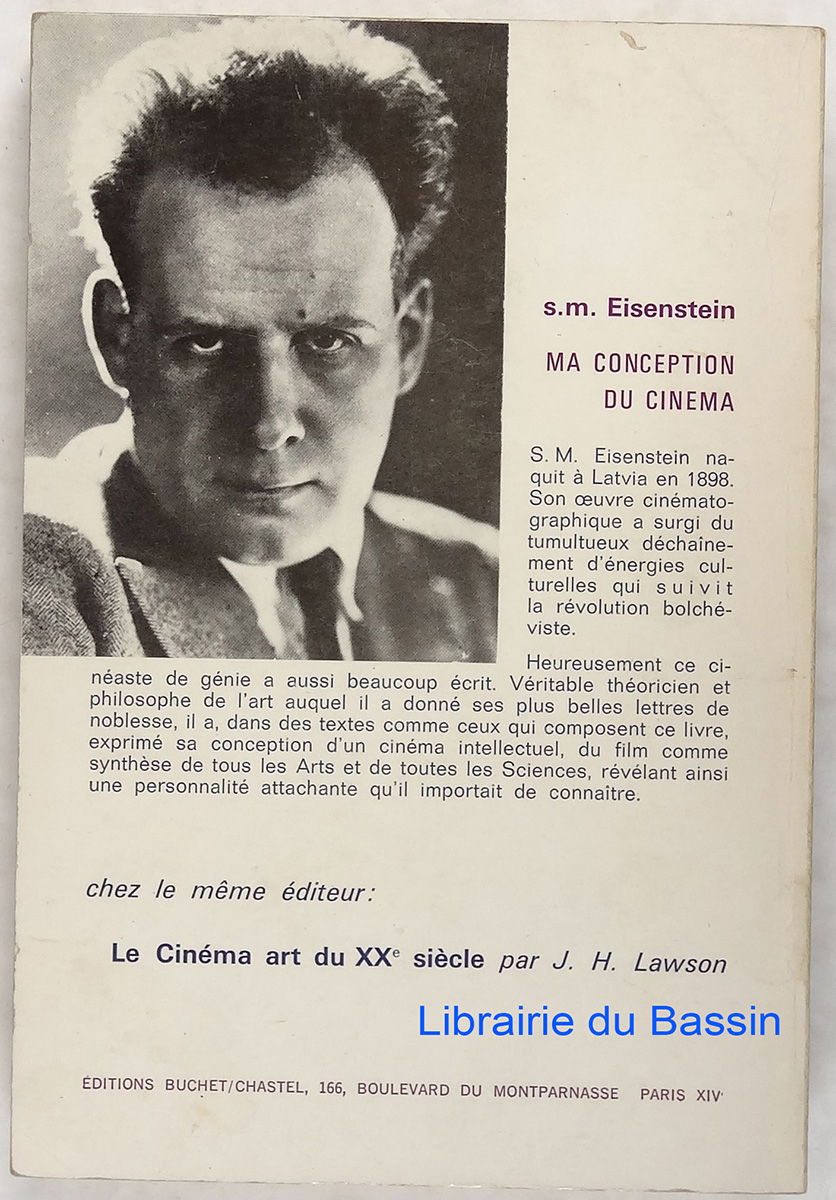 s.m. Eisenstein
MA CONCEPTION
DU CINEMA
S. M. Eisenstein na-
quit à Latvia en 1898.
Son œuvre cinémato-
graphique a surgi du
tumultueux déchaîne-
ment d'énergies cul-
turelles qui suivit
la révolution bolché-
viste.
Heureusement ce ci-
néaste de génie a aussi beaucoup écrit. Véritable théoricien et
philosophe de l'art auquel il a donné ses plus belles lettres de
noblesse, il a, dans des textes comme ceux qui composent ce livre,
exprimé sa conception d'un cinéma intellectuel, du film comme
synthèse de tous les Arts et de toutes les Sciences, révélant ainsi
une personnalité attachante qu'il importait de connaître.
chez le même éditeur :
Le Cinéma art du XXe siècle par J. H. Lawson
Librairie du Bassin
ÉDITIONS BUCHET/CHASTEL, 166, BOULEVARD DU MONTPARNASSE PARIS XIVe